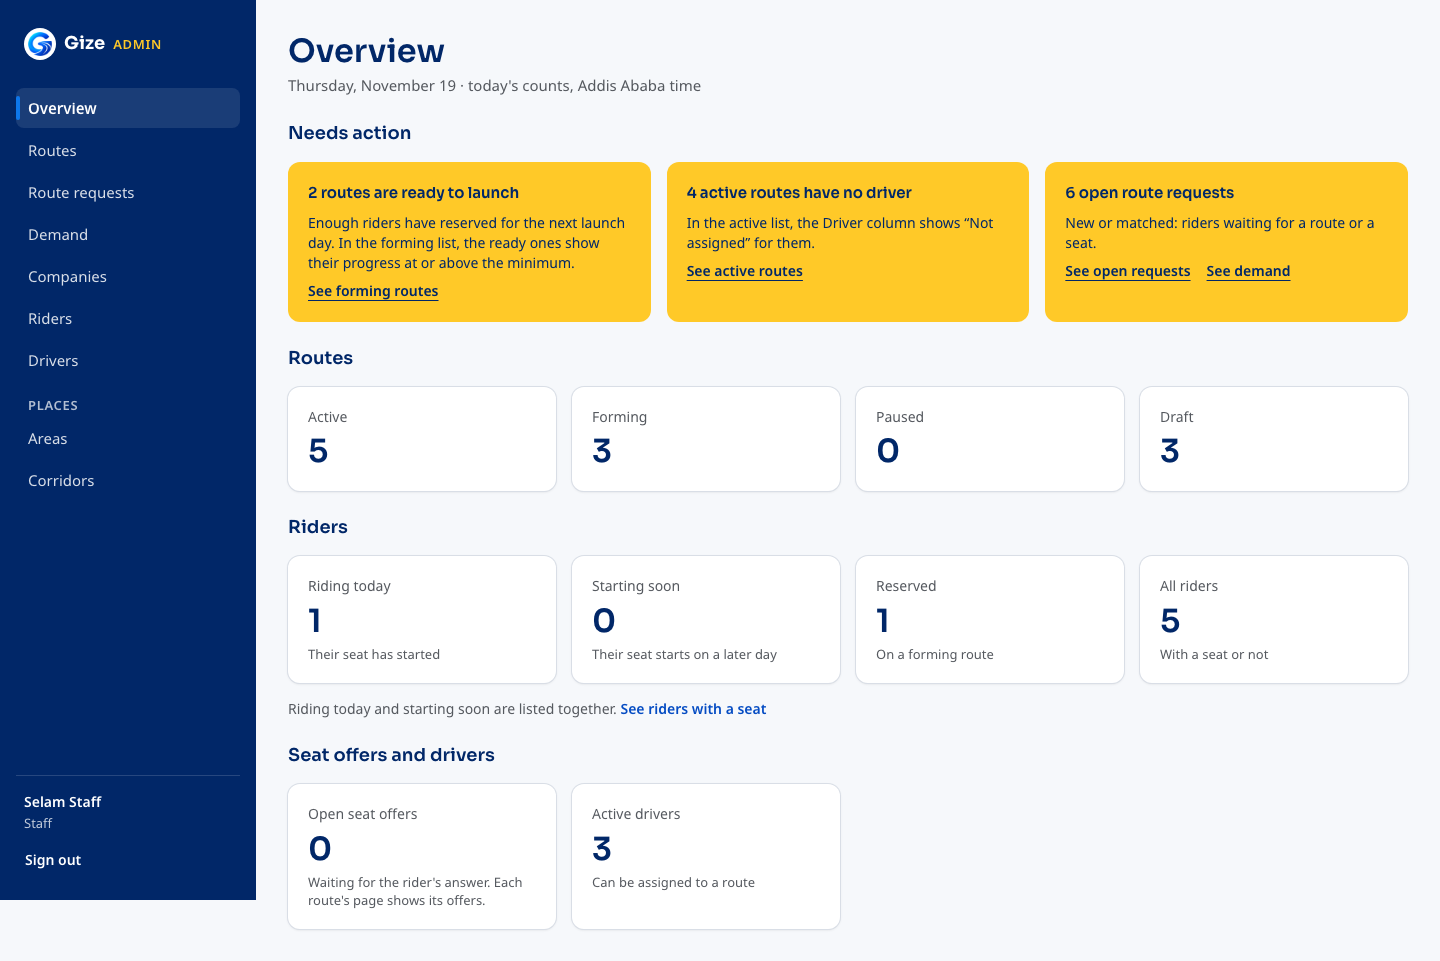 Gize ADMIN
Overview
Routes
Route requests
Demand
Companies
Riders
Drivers
PLACES
Areas
Corridors
Selam Staff
Staff
Sign out
Overview
Thursday, November 19 · today's counts, Addis Ababa time
Needs action
2 routes are ready to launch
Enough riders have reserved for the next launch
day. In the forming list, the ready ones show
their progress at or above the minimum.
See forming routes
4 active routes have no driver
In the active list, the Driver column shows “Not
assigned” for them.
See active routes
6 open route requests
New or matched: riders waiting for a route or a
seat.
See open requests See demand
Routes
Active
5
Forming
3
Paused
0
Draft
3
Riders
Riding today
1
Their seat has started
Starting soon
0
Their seat starts on a later day
Reserved
1
On a forming route
All riders
5
With a seat or not
Riding today and starting soon are listed together. See riders with a seat
Seat offers and drivers
Open seat offers
0
Waiting for the rider's answer. Each
route's page shows its offers.
Active drivers
3
Can be assigned to a route